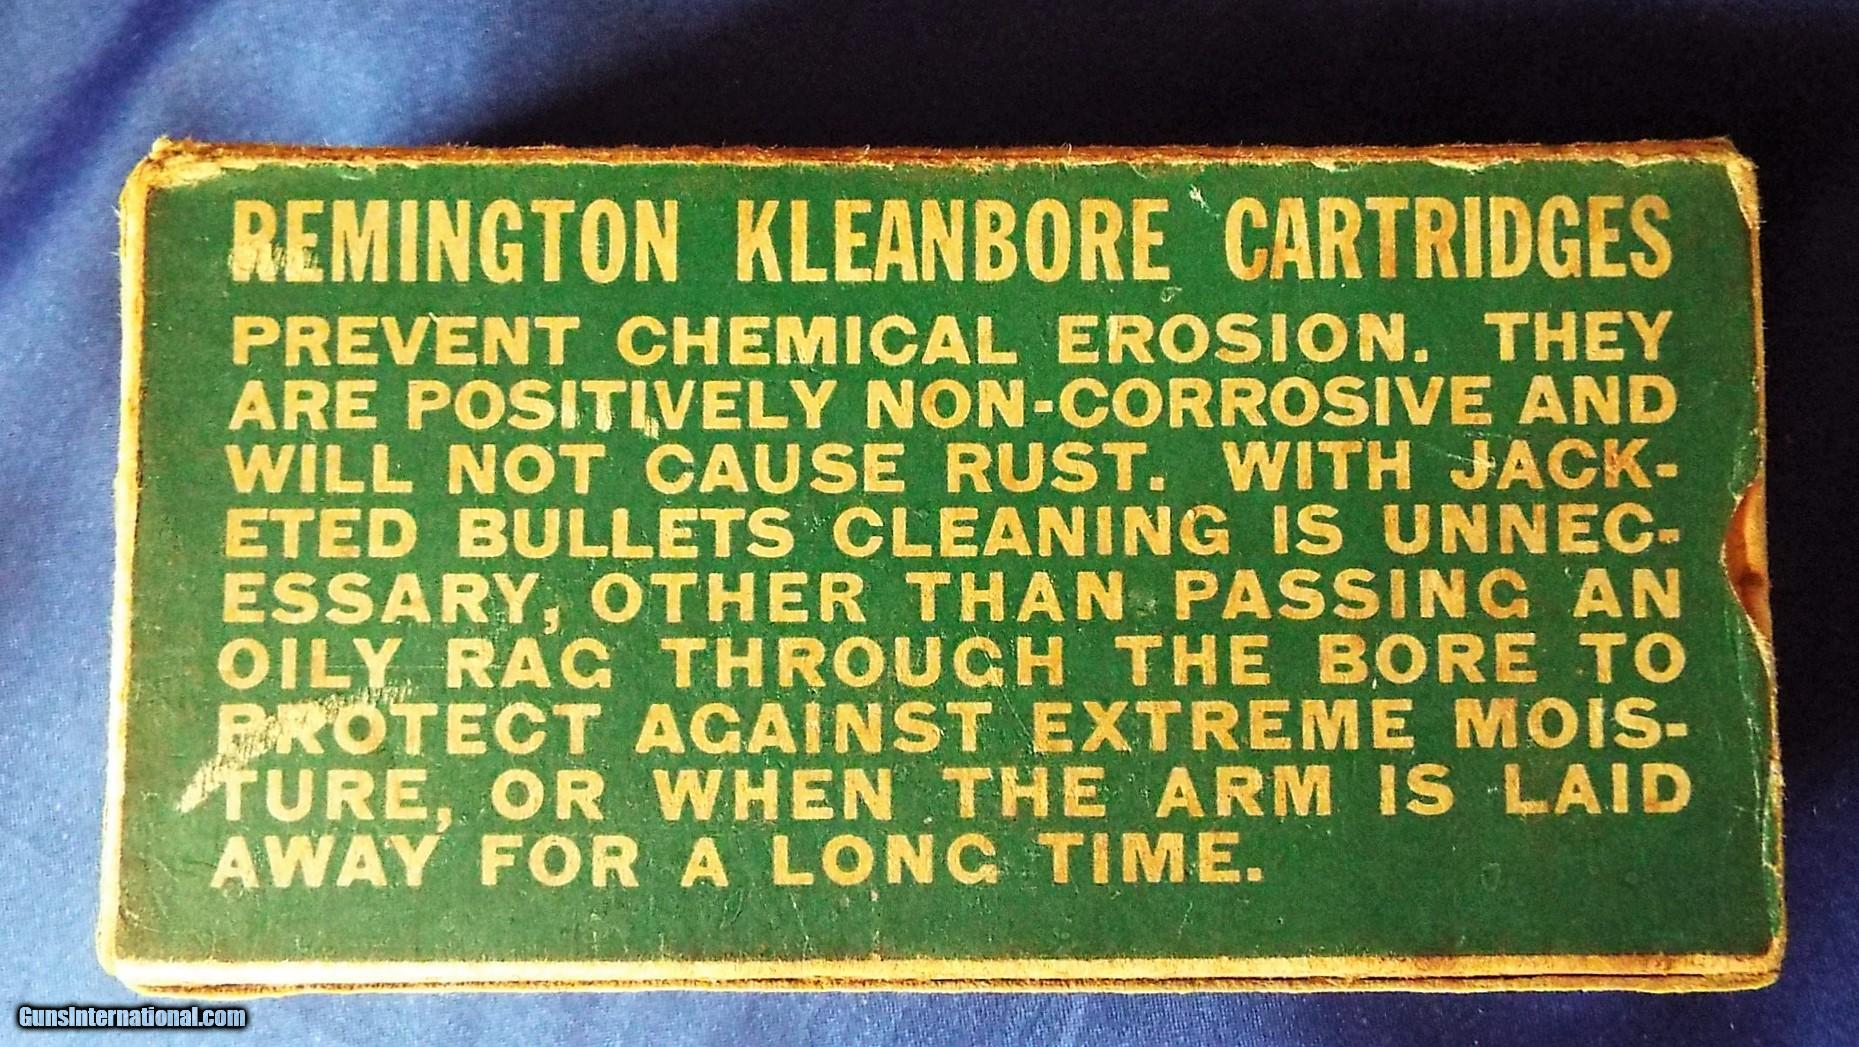 REMINGTON KLEANBORE CARTRIDGES
PREVENT CHEMICAL EROSION. THEY
ARE POSITIVELY NON-CORROSIVE AND
WILL NOT CAUSE RUST. WITH JACK-
ETED BULLETS CLEANING IS UNNEC-
ESSARY, OTHER THAN PASSING AN
OILY RAG THROUGH THE BORE TO
PROTECT AGAINST EXTREME MOIS-
TURE, OR WHEN THE ARM IS LAID
AWAY FOR A LONG TIME.
GunsInternational.com